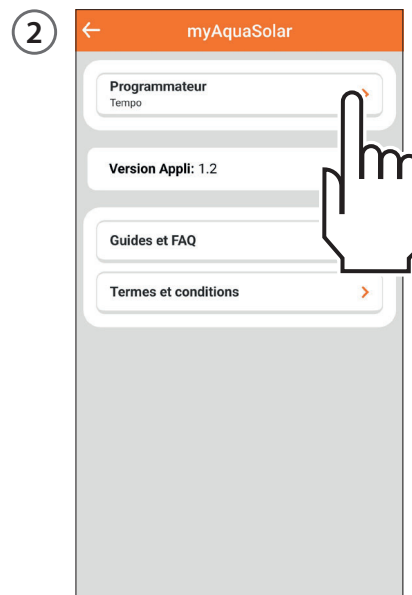 2
myAquaSolar
Programmateur
Tempo
Version Appli: 1.2
Guides et FAQ
Termes et conditions